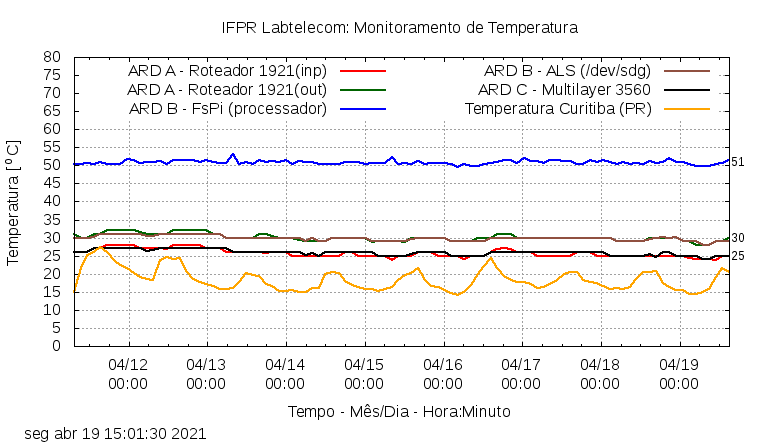 IFPR Labtelecom: Monitoramento de Temperatura
ARD A - Roteador 1921(inp)
ARD A - Roteador 1921(out)
ARD B - FsPi (processador)
ARD B - ALS (/dev/sdg)
ARD C - Multilayer 3560
Temperatura Curitiba (PR)
Temperatura [ ° C]
80
75
70
65
60
55
50
45
40
35
30
25
20
15
10
5
0
51
30
25
04/12 00:00
04/13 00:00
04/14 00:00
04/15 00:00
04/16 00:00
04/17 00:00
04/18 00:00
04/19 00:00
Tempo - Mês/Dia - Hora:Minuto
seg abr 19 15:01:30 2021